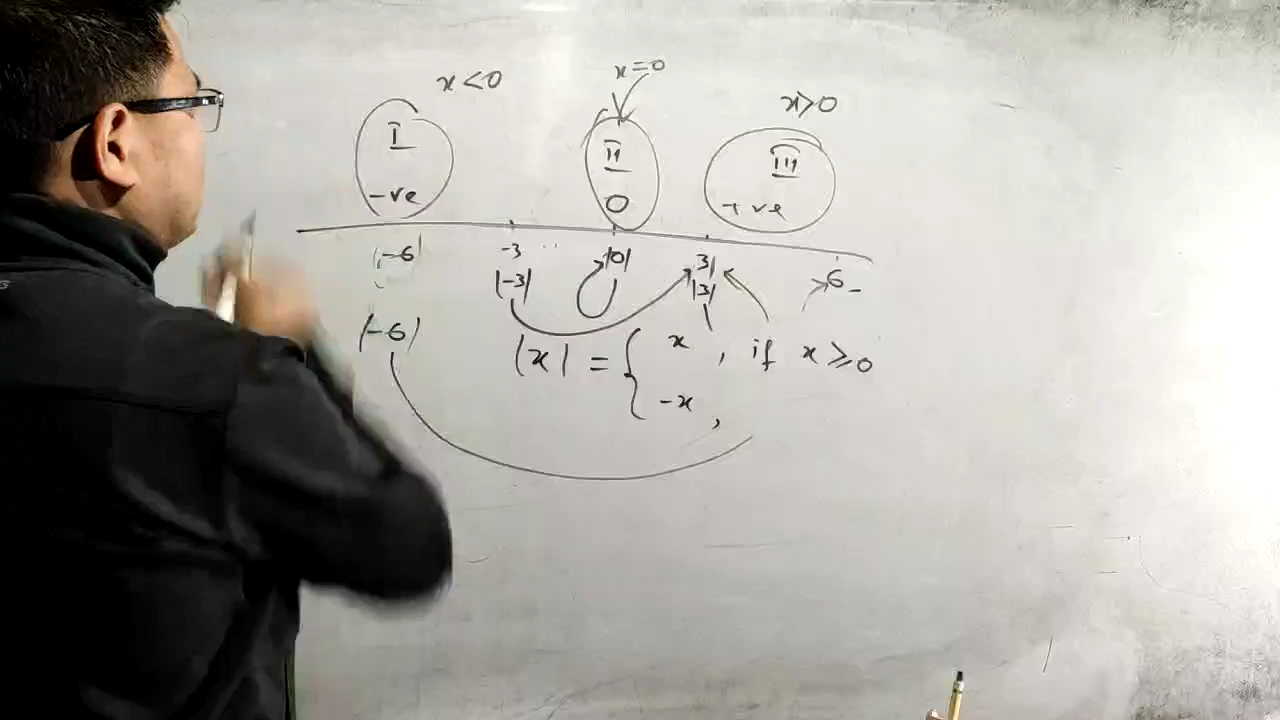 x<0 x=0 x>0
I II III
-ve 0 +ve
|-6| -3 |0| 3 6
|-3| |3|
|-6|
|x| = { x , if x ≥ 0
-x ,